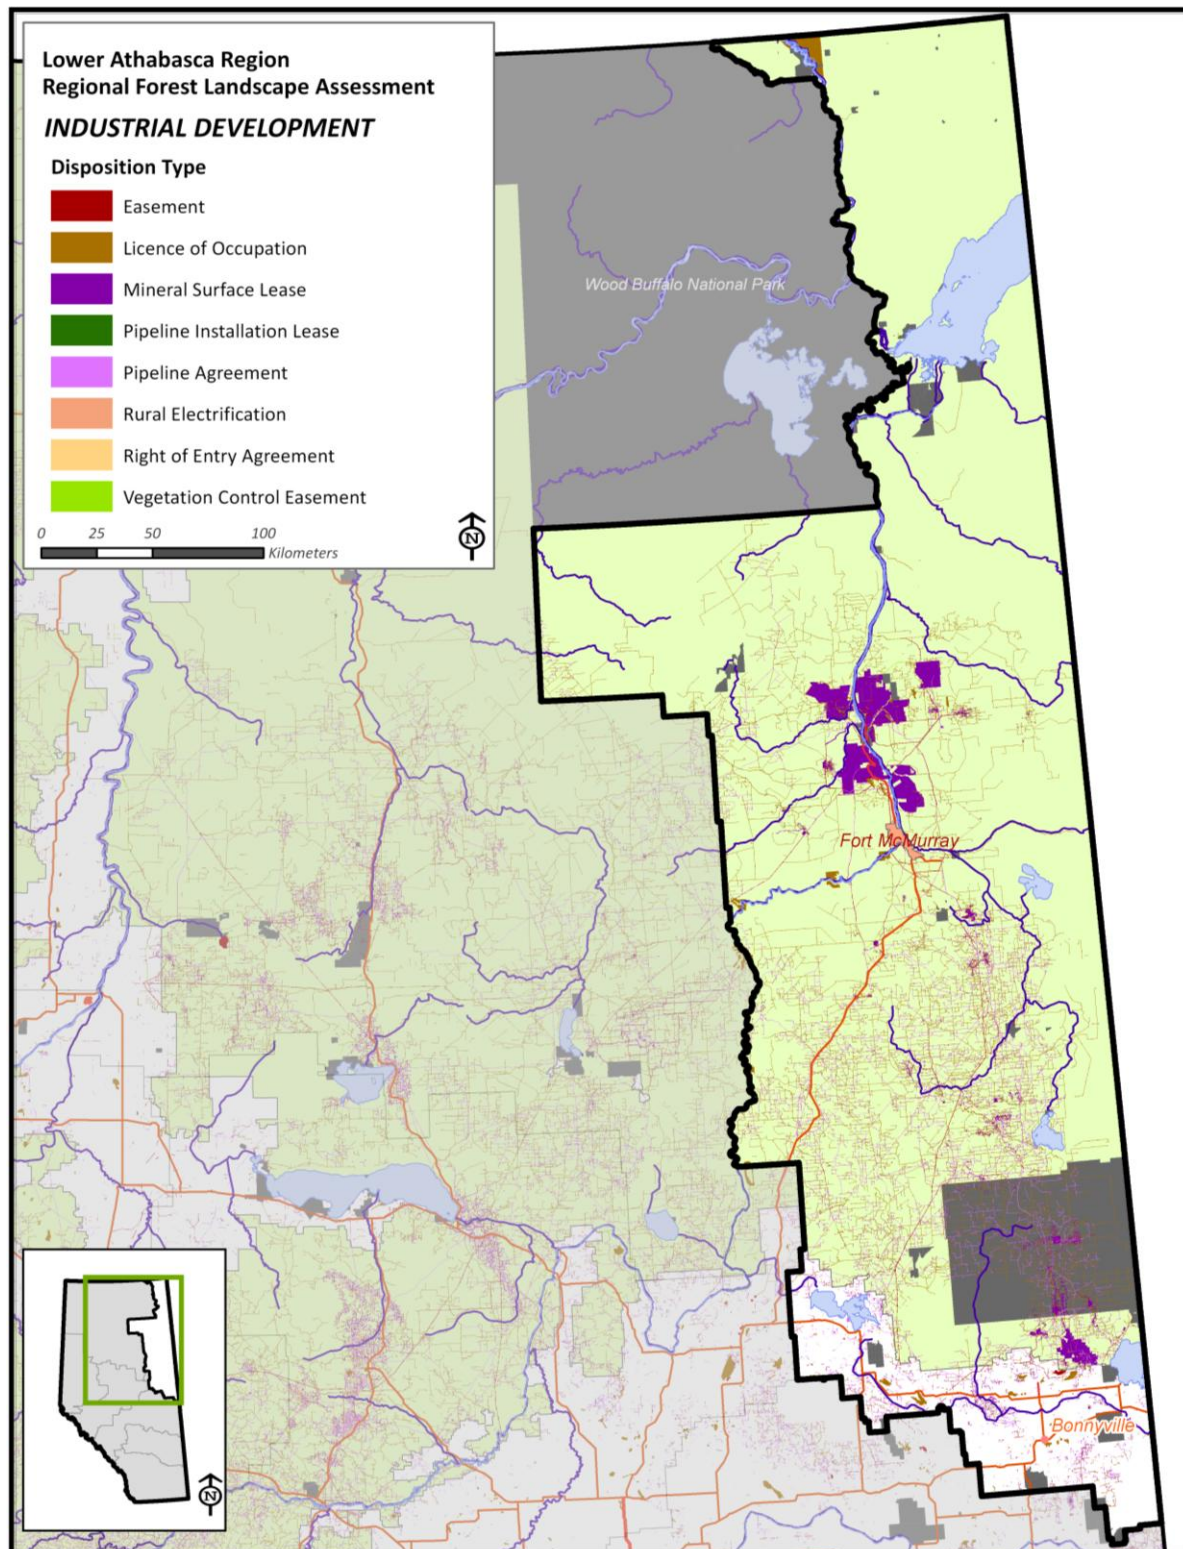 Lower Athabasca Region
Regional Forest Landscape Assessment
INDUSTRIAL DEVELOPMENT
Disposition Type
Easement
Licence of Occupation
Mineral Surface Lease
Pipeline Installation Lease
Pipeline Agreement
Rural Electrification
Right of Entry Agreement
Vegetation Control Easement
0 25 50 100
Kilometers
N
Wood Buffalo National Park
Fort McMurray
Bonnyville
N